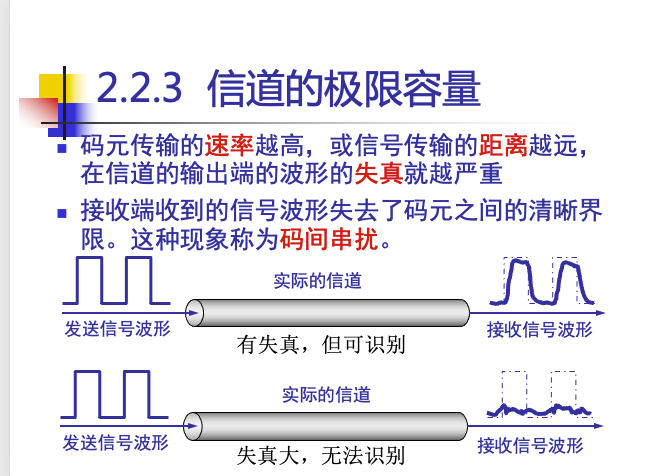 2.2.3 信道的极限容量
码元传输的速率越高，或信号传输的距离越远，
在信道的输出端的波形的失真就越严重
接收端收到的信号波形失去了码元之间的清晰界
限。这种现象称为码间串扰。
实际的信道
发送信号波形
接收信号波形
有失真，但可识别
实际的信道
发送信号波形
接收信号波形
失真大，无法识别